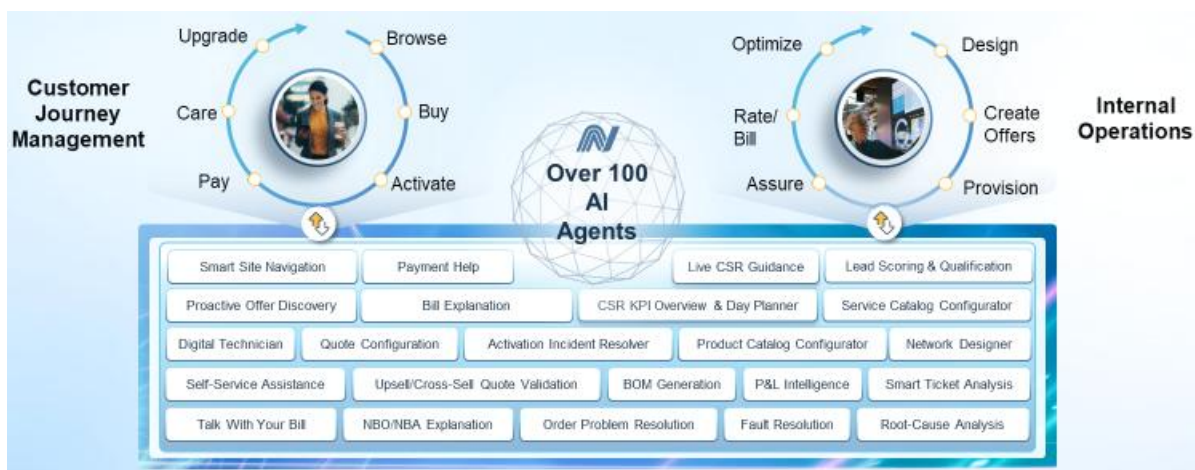 Customer
Journey
Management
Upgrade
Browse
Care
Buy
Pay
Activate
Over 100
AI
Agents
Optimize
Design
Rate/
Bill
Create
Offers
Assure
Provision
Internal
Operations
Smart Site Navigation
Payment Help
Live CSR Guidance
Lead Scoring & Qualification
Proactive Offer Discovery
Bill Explanation
CSR KPI Overview & Day Planner
Service Catalog Configurator
Digital Technician
Quote Configuration
Activation Incident Resolver
Product Catalog Configurator
Network Designer
Self-Service Assistance
Upsell/Cross-Sell Quote Validation
BOM Generation
P&L Intelligence
Smart Ticket Analysis
Talk With Your Bill
NBO/NBA Explanation
Order Problem Resolution
Fault Resolution
Root-Cause Analysis